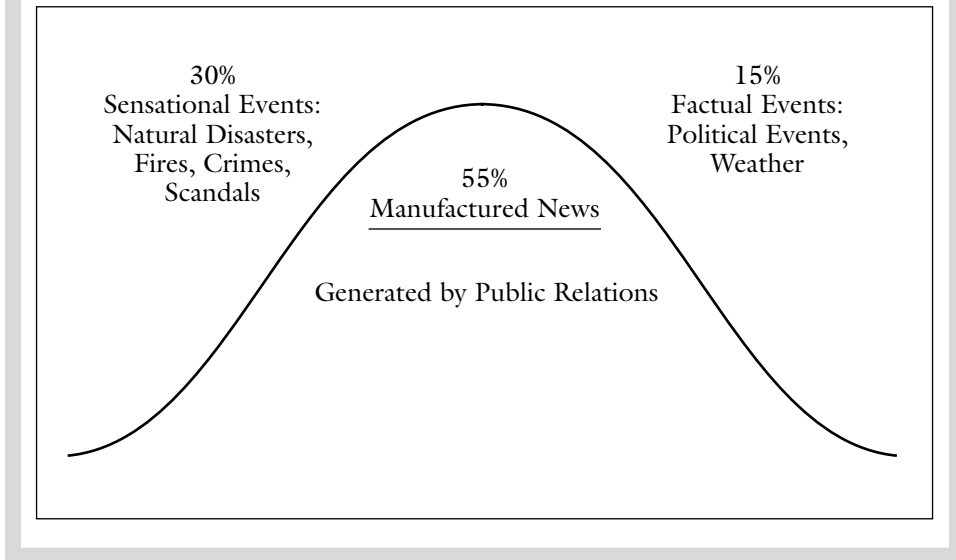 30%
Sensational Events:
Natural Disasters,
Fires, Crimes,
Scandals
55%
Manufactured News
Generated by Public Relations
15%
Factual Events:
Political Events,
Weather